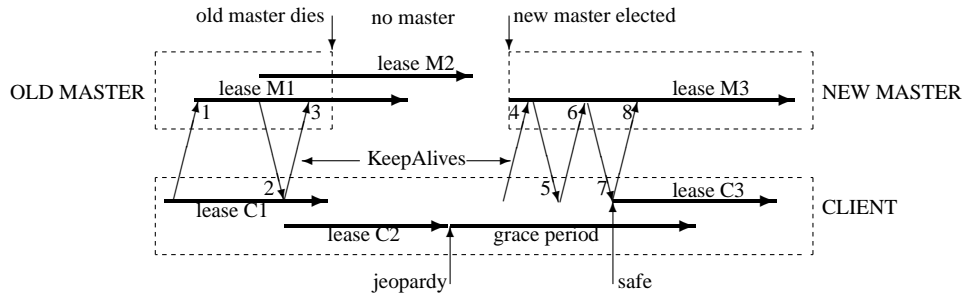 old master dies no master new master elected
lease M2
OLD MASTER lease M1 lease M3 NEW MASTER
1 3 4 6 8
KeepAlives
2 5 7
lease C1 lease C3 CLIENT
lease C2 grace period
jeopardy safe